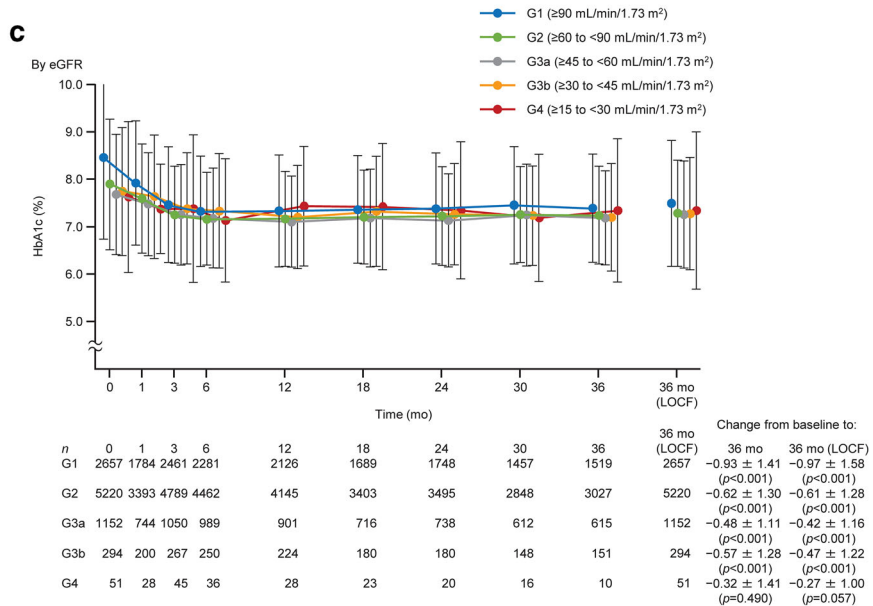 c
By eGFR
G1 (≥90 mL/min/1.73 m²)
G2 (≥60 to <90 mL/min/1.73 m²)
G3a (≥45 to <60 mL/min/1.73 m²)
G3b (≥30 to <45 mL/min/1.73 m²)
G4 (≥15 to <30 mL/min/1.73 m²)
10.0
9.0
8.0
7.0
6.0
5.0
HbA1c (%)
0 1 3 6 12 18 24 30 36 36 mo
(LOCF)
Time (mo)
Change from baseline to:
n 0 1 3 6 12 18 24 30 36 36 mo (LOCF) 36 mo 36 mo (LOCF)
G1 2657 1784 2461 2281 2126 1689 1748 1457 1519 2657 −0.93 ± 1.41 −0.97 ± 1.58
(p<0.001) (p<0.001)
G2 5220 3393 4789 4462 4145 3403 3495 2848 3027 5220 −0.62 ± 1.30 −0.61 ± 1.28
(p<0.001) (p<0.001)
G3a 1152 744 1050 989 901 716 738 612 615 1152 −0.48 ± 1.11 −0.42 ± 1.16
(p<0.001) (p<0.001)
G3b 294 200 267 250 224 180 180 148 151 294 −0.57 ± 1.28 −0.47 ± 1.22
(p<0.001) (p<0.001)
G4 51 28 45 36 28 23 20 16 10 51 −0.32 ± 1.41 −0.27 ± 1.00
(p=0.490) (p=0.057)